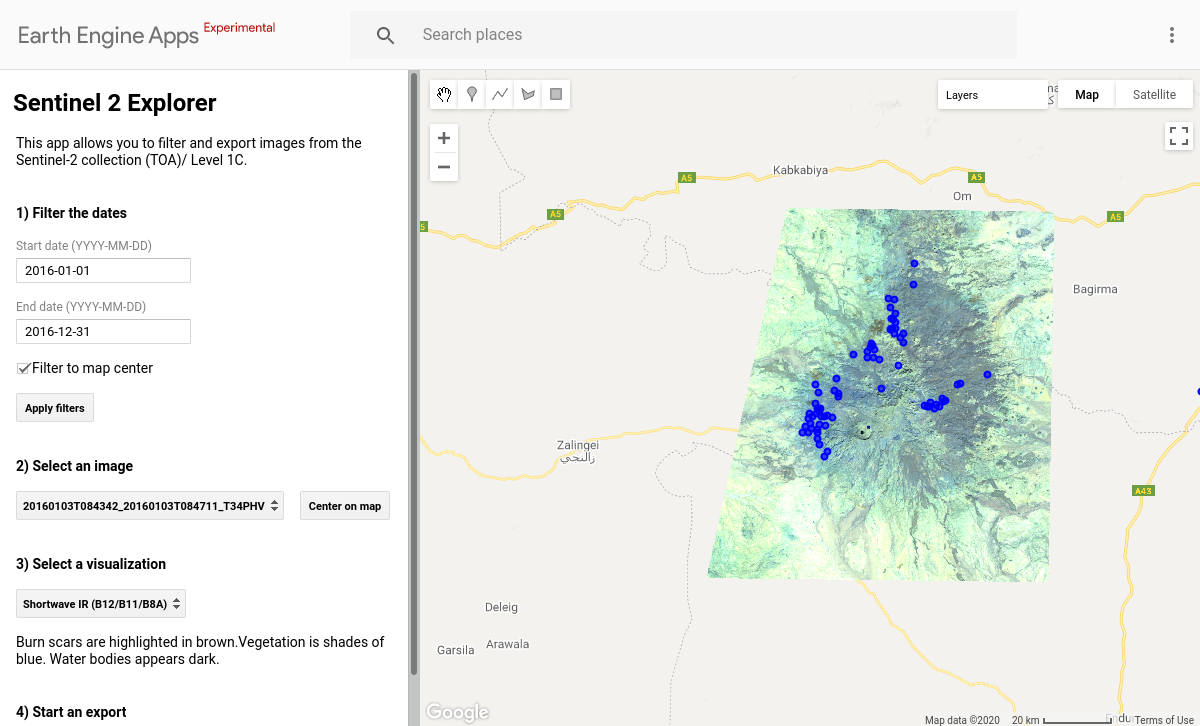 Earth Engine Apps Experimental
Search places
Sentinel 2 Explorer
This app allows you to filter and export images from the
Sentinel-2 collection (TOA)/ Level 1C.
1) Filter the dates
Start date (YYYY-MM-DD)
2016-01-01
End date (YYYY-MM-DD)
2016-12-31
Filter to map center
Apply filters
2) Select an image
20160103T084342_20160103T084711_T34PHV
Center on map
3) Select a visualization
Shortwave IR (B12/B11/B8A)
Burn scars are highlighted in brown.Vegetation is shades of
blue. Water bodies appears dark.
4) Start an export
Layers
Map
Satellite
Kabkabiya
A5
A5
Om
A5
A5
5
Bagirma
Zalingei
زالنجي
A43
Deleig
Arawala
Garsila
Google
Map data ©2020
20 km
Terms of Use